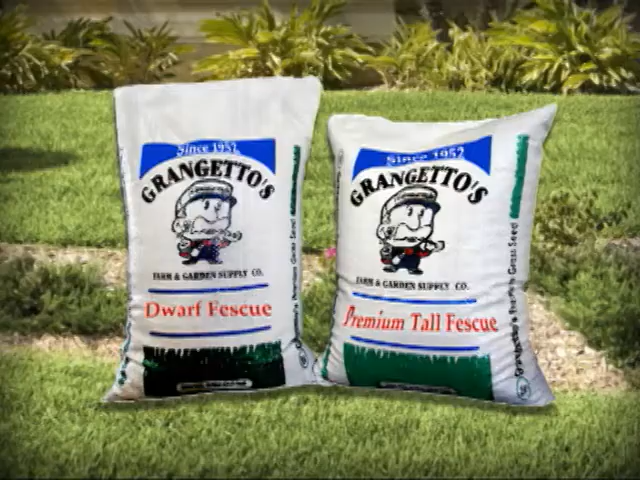 Since 1952
GRANGETTO'S
FARM & GARDEN SUPPLY CO.
Dwarf Fescue
Since 1952
GRANGETTO'S
FARM & GARDEN SUPPLY CO.
Premium Tall Fescue
Grangetto's Premium Grass Seed